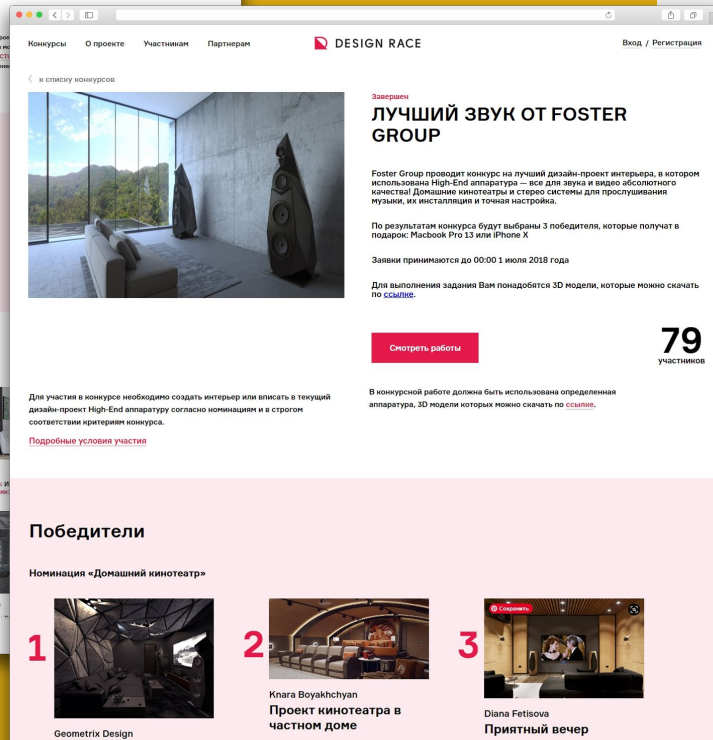 Конкурсы О проекте Участникам Партнерам DESIGN RACE Вход / Регистрация
к списку конкурсов
Завершен
ЛУЧШИЙ ЗВУК ОТ FOSTER
GROUP
Foster Group проводит конкурс на лучший дизайн-проект интерьера, в котором
использована High-End аппаратура — все для звука и видео абсолютного
качества! Домашние кинотеатры и стерео системы для прослушивания
музыки, их инсталляция и точная настройка.
По результатам конкурса будут выбраны 3 победителя, которые получат в
подарок: Macbook Pro 13 или iPhone X
Заявки принимаются до 00:00 1 июля 2018 года
Для выполнения задания Вам понадобятся 3D модели, которые можно скачать
по ссылке.
Смотреть работы
79
участников
Для участия в конкурсе необходимо создать интерьер или вписать в текущий
дизайн-проект High-End аппаратуру согласно номинациям и в строгом
соответствии критериям конкурса.
Подробные условия участия
В конкурсной работе должна быть использована определенная
аппаратура, 3D модели которых можно скачать по ссылке.
Победители
Номинация «Домашний кинотеатр»
1
Geometrix Design
2
Knara Boyakhchyan
Проект кинотеатра в
частном доме
3
Сохранить
Diana Fetisova
Приятный вечер